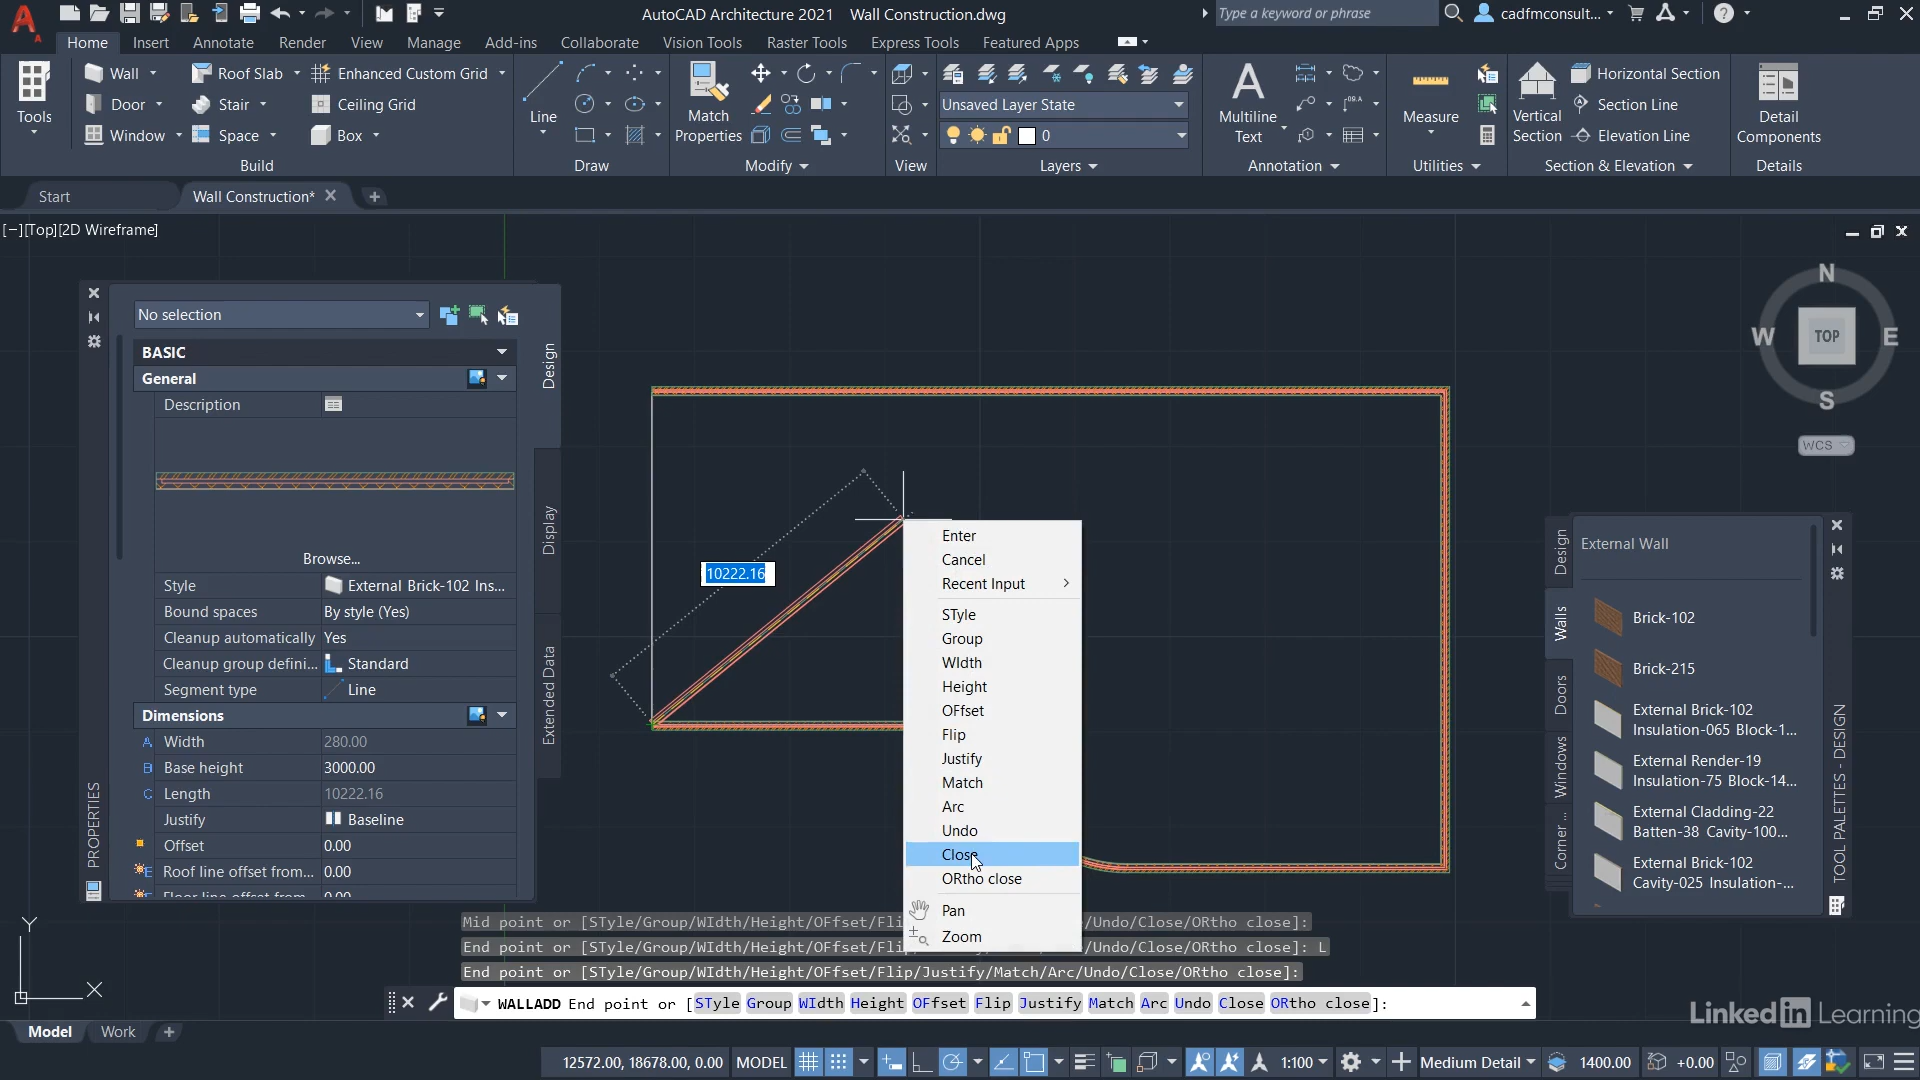 AutoCAD Architecture 2021 Wall Construction.dwg
Type a keyword or phrase
cadfmconsult...
Home Insert Annotate Render View Manage Add-ins Collaborate Vision Tools Raster Tools Express Tools Featured Apps
Tools
Wall
Door
Window
Roof Slab
Stair
Space
Enhanced Custom Grid
Ceiling Grid
Box
Build
Line
Draw
Match
Properties
Modify
View
Unsaved Layer State
0
Layers
Multiline
Text
Annotation
Measure
Utilities
Vertical
Section
Horizontal Section
Section Line
Elevation Line
Section & Elevation
Detail
Components
Details
Start
Wall Construction*
[−][Top][2D Wireframe]
N
W
TOP
E
S
WCS
No selection
BASIC
General
Description
Browse...
Style External Brick-102 Ins...
Bound spaces By style (Yes)
Cleanup automatically Yes
Cleanup group defini... Standard
Segment type Line
Dimensions
A Width 280.00
B Base height 3000.00
C Length 10222.16
Justify Baseline
Offset 0.00
Roof line offset from... 0.00
Floor line offset from 0.00
Design
Display
Extended Data
PROPERTIES
10222.16
Enter
Cancel
Recent Input
STyle
Group
WIdth
Height
OFfset
Flip
Justify
Match
Arc
Undo
Close
ORtho close
Pan
Zoom
External Wall
Brick-102
Brick-215
External Brick-102
Insulation-065 Block-1...
External Render-19
Insulation-75 Block-14...
External Cladding-22
Batten-38 Cavity-100...
External Brick-102
Cavity-025 Insulation-...
Design
Walls
Doors
Windows
Corner ...
TOOL PALETTES - DESIGN
Mid point or [STyle/Group/WIdth/Height/OFfset/Fli /Undo/Close/ORtho close]:
End point or [STyle/Group/WIdth/Height/OFfset/Fli /Undo/Close/ORtho close]: L
End point or [STyle/Group/WIdth/Height/OFfset/Flip/Justify/Match/Arc/Undo/Close/ORtho close]:
WALLADD End point or [STyle Group WIdth Height OFfset Flip Justify Match Arc Undo Close ORtho close]:
Y
X
Model Work
LinkedIn Learning
12572.00, 18678.00, 0.00 MODEL 1:100 Medium Detail 1400.00 +0.00